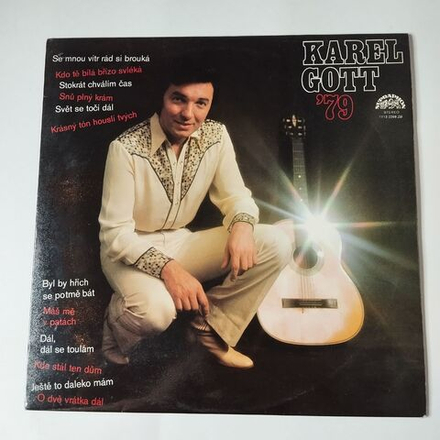 Se mnou vítr rád si brouká
Kdo tě bílá břízo svléká
Stokrát chválím čas
Snů plný krám
Svět se točí dál
Krásný tón houslí tvých
KAREL
GOTT
'79
SUPRAPHON
STEREO
Byl by hřích
se potmě bát
Máš mě
v patách
Dál,
dál se toulám
Kde stál ten dům
Ještě to daleko mám
O dvě vrátka dál